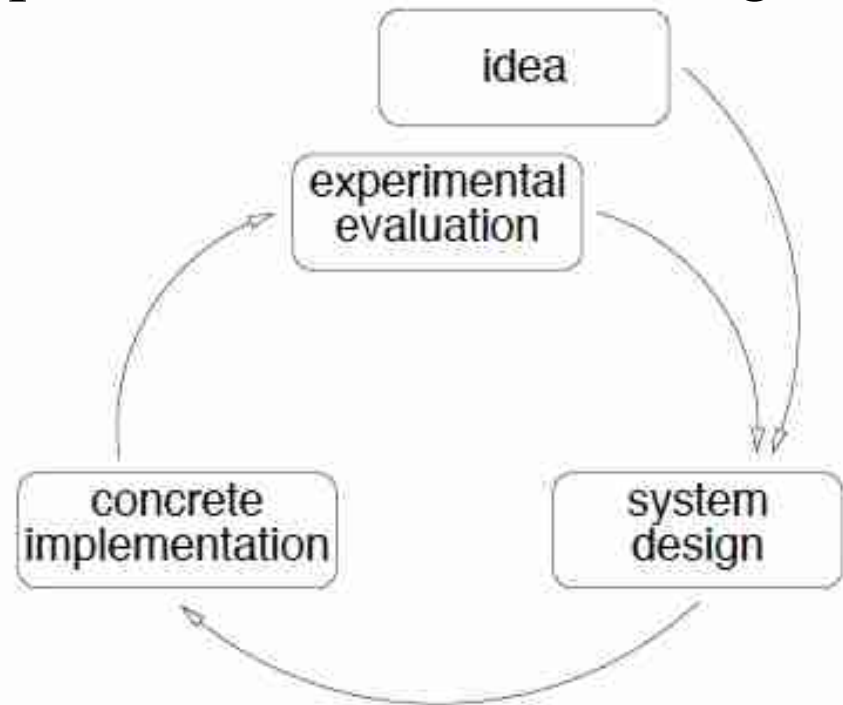 idea
experimental
evaluation
concrete
implementation
system
design